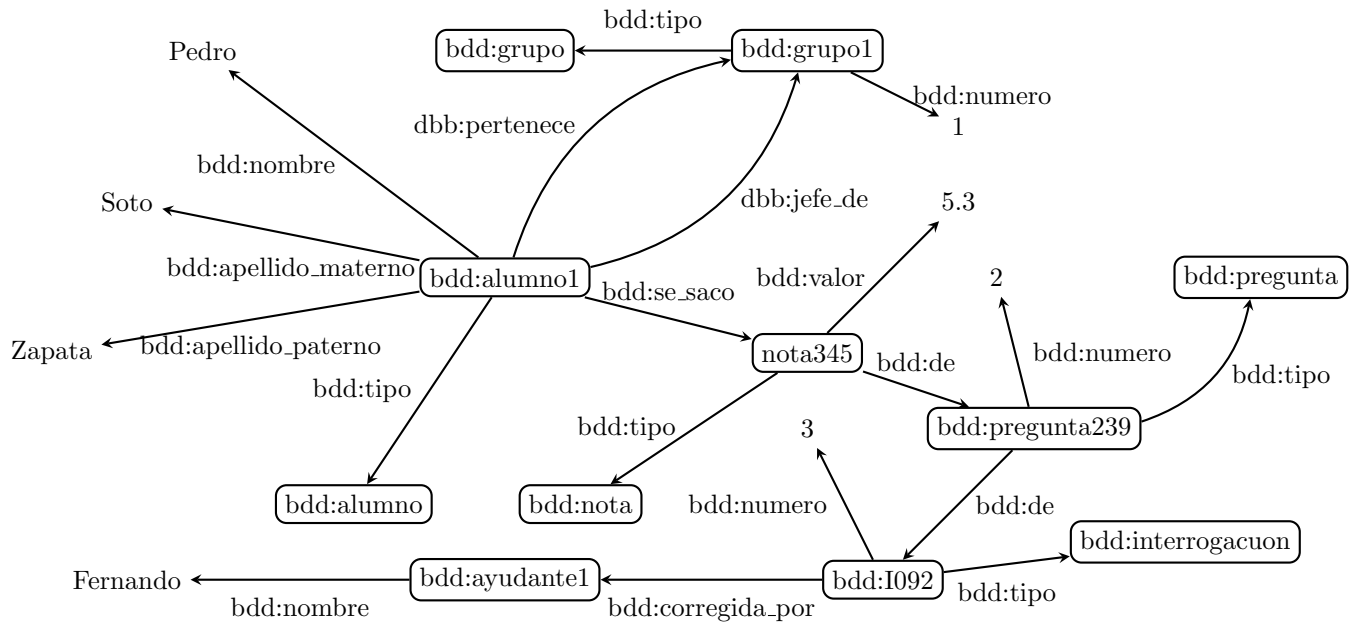 bdd:tipo
Pedro
bdd:grupo
bdd:grupo1
bdd:numero
dbb:pertenece
1
bdd:nombre
Soto
dbb:jefe_de
5.3
bdd:apellido_materno
bdd:alumno1
bdd:valor
2
bdd:pregunta
bdd:se_saco
Zapata
bdd:apellido_paterno
nota345
bdd:de
bdd:numero
bdd:tipo
bdd:tipo
bdd:tipo
3
bdd:pregunta239
bdd:alumno
bdd:nota
bdd:numero
bdd:de
bdd:interrogacuon
Fernando
bdd:ayudante1
bdd:I092
bdd:tipo
bdd:nombre
bdd:corregida_por